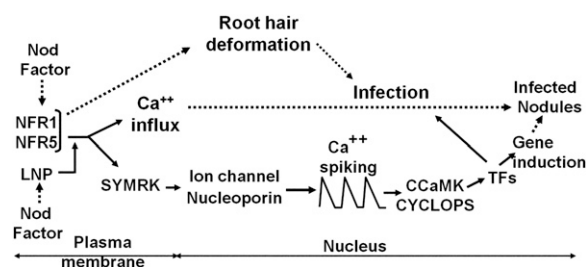 Root hair
deformation
Nod
Factor
Infection
Infected
Nodules
NFR1
NFR5
Ca++
influx
Gene
induction
LNP
SYMRK
Ion channel
Nucleoporin
Ca++
spiking
CCaMK
CYCLOPS
TFs
Nod
Factor
Plasma
membrane
Nucleus